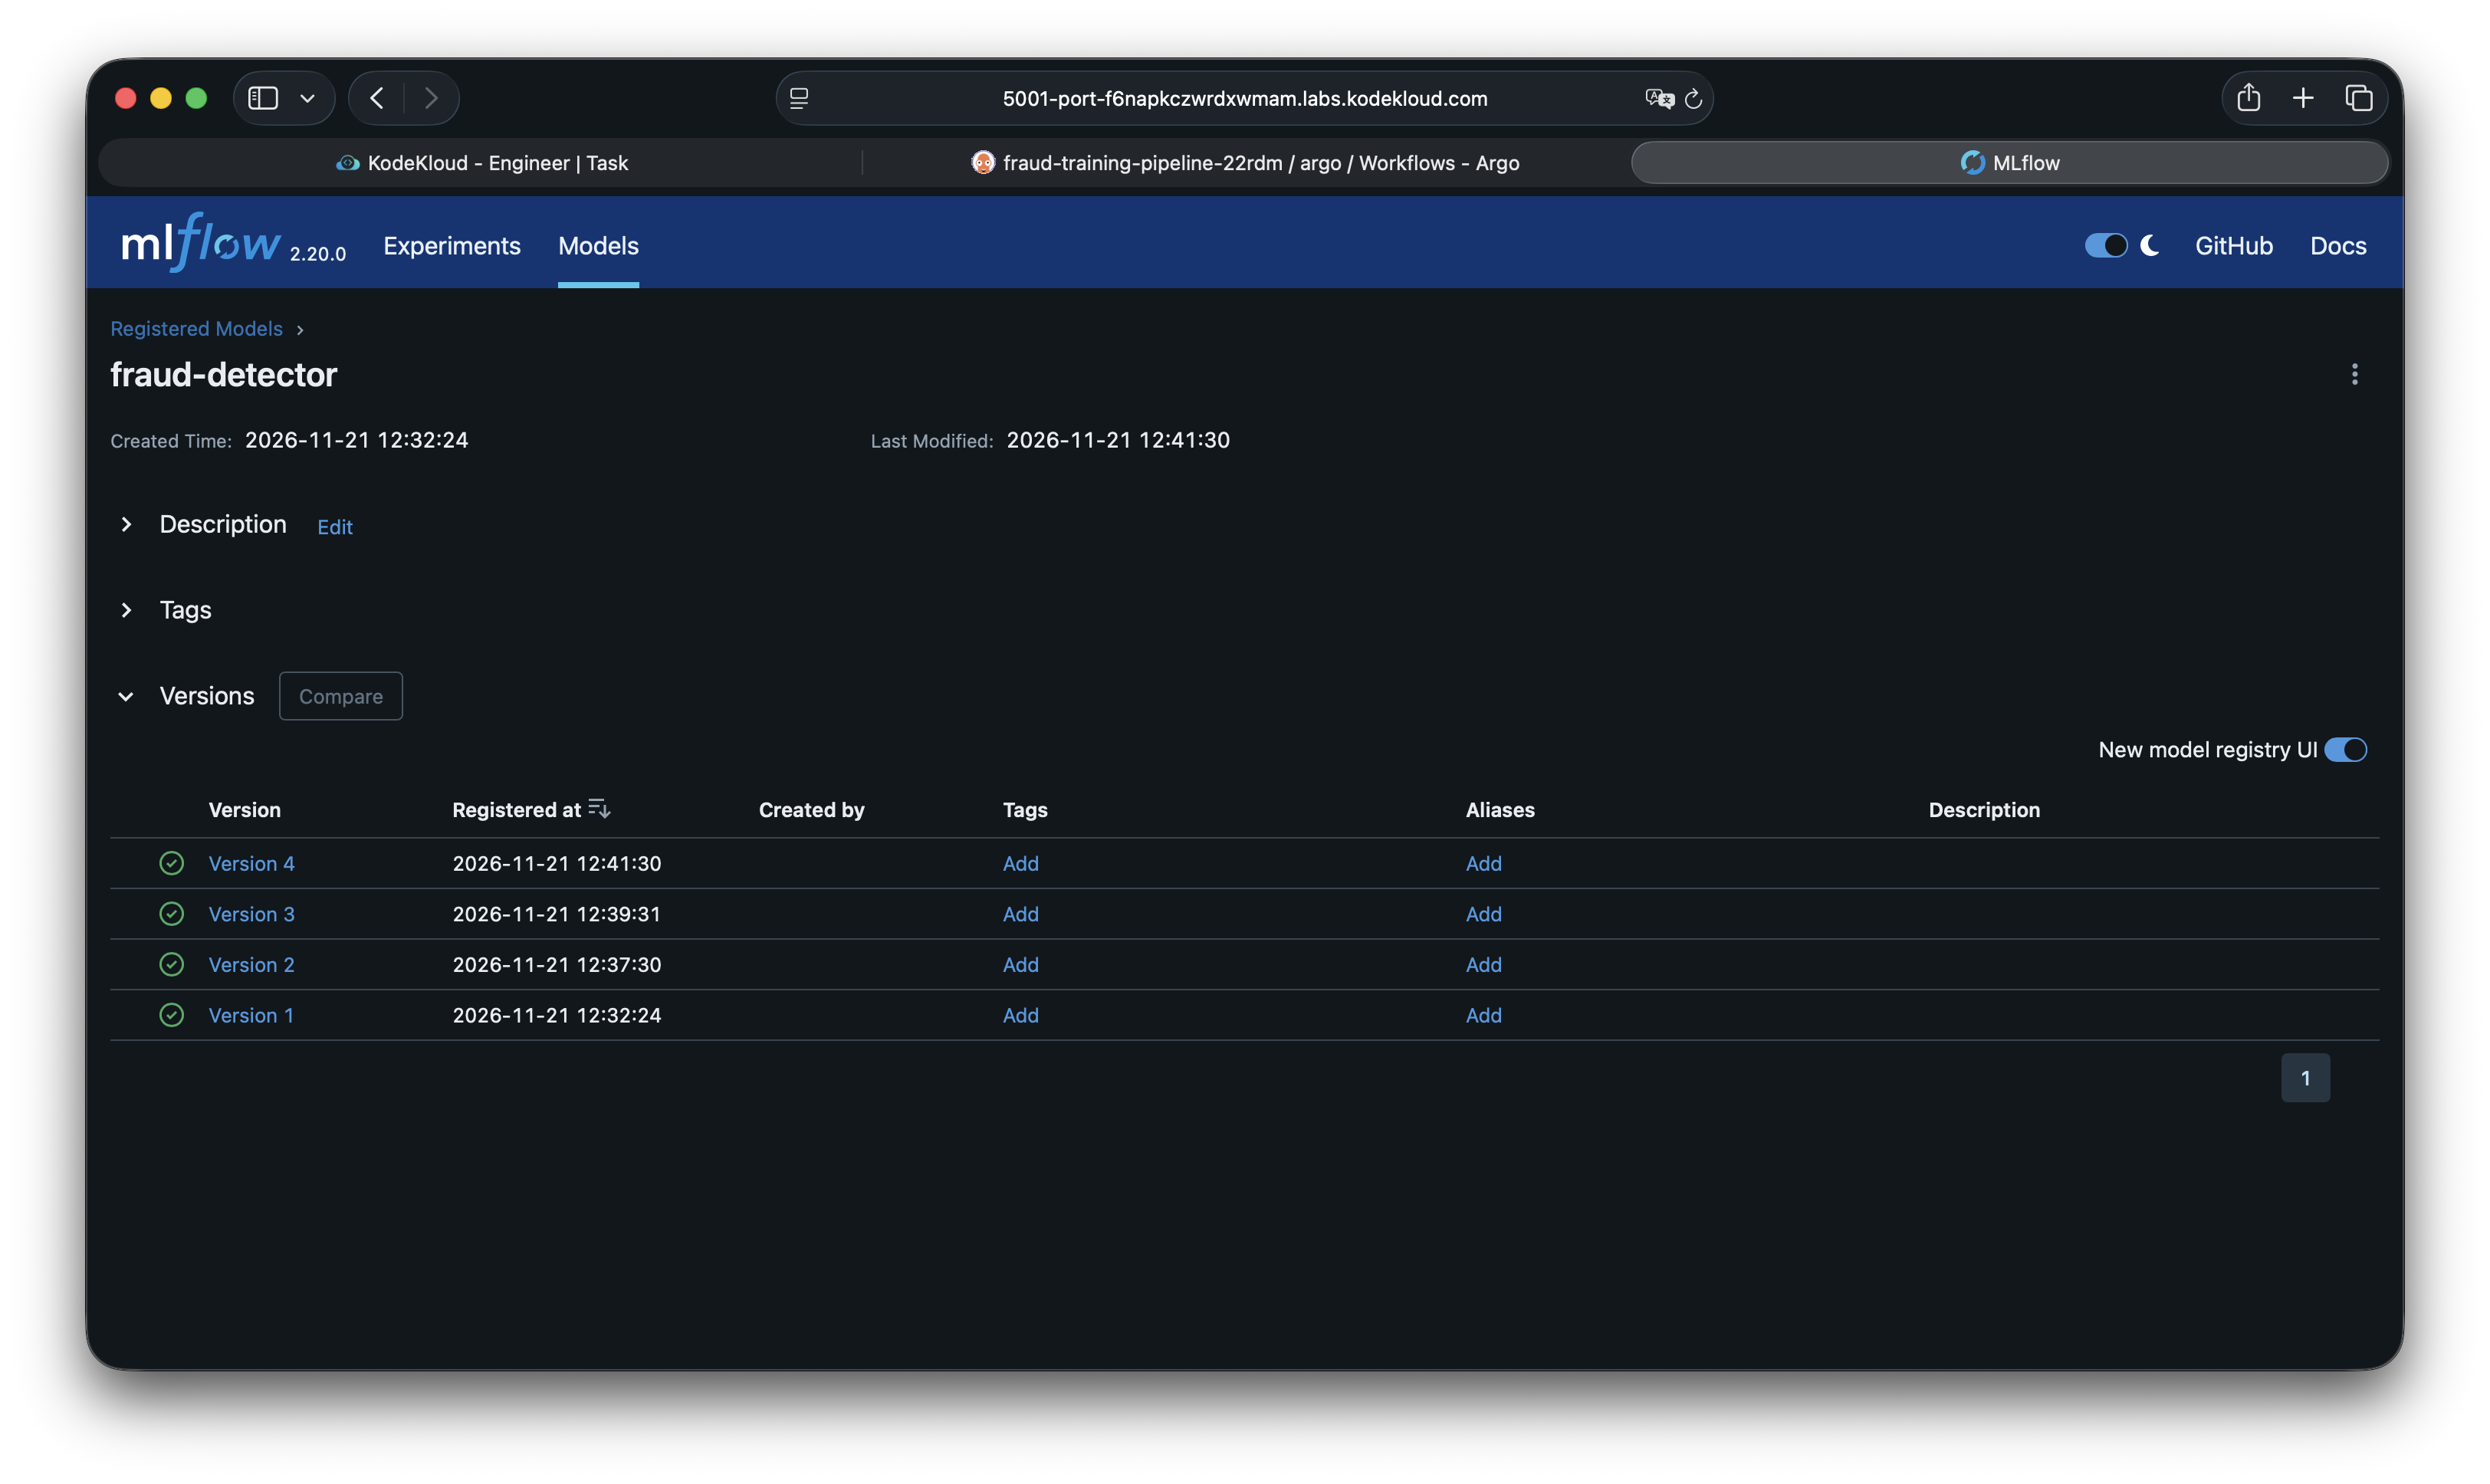 5001-port-f6napkczwrdxwmam.labs.kodekloud.com
KodeKloud - Engineer | Task
fraud-training-pipeline-22rdm / argo / Workflows - Argo
MLflow
mlflow 2.20.0 Experiments Models GitHub Docs
Registered Models
fraud-detector
Created Time: 2026-11-21 12:32:24 Last Modified: 2026-11-21 12:41:30
Description Edit
Tags
Versions Compare
New model registry UI
Version Registered at Created by Tags Aliases Description
Version 4 2026-11-21 12:41:30 Add Add
Version 3 2026-11-21 12:39:31 Add Add
Version 2 2026-11-21 12:37:30 Add Add
Version 1 2026-11-21 12:32:24 Add Add
1